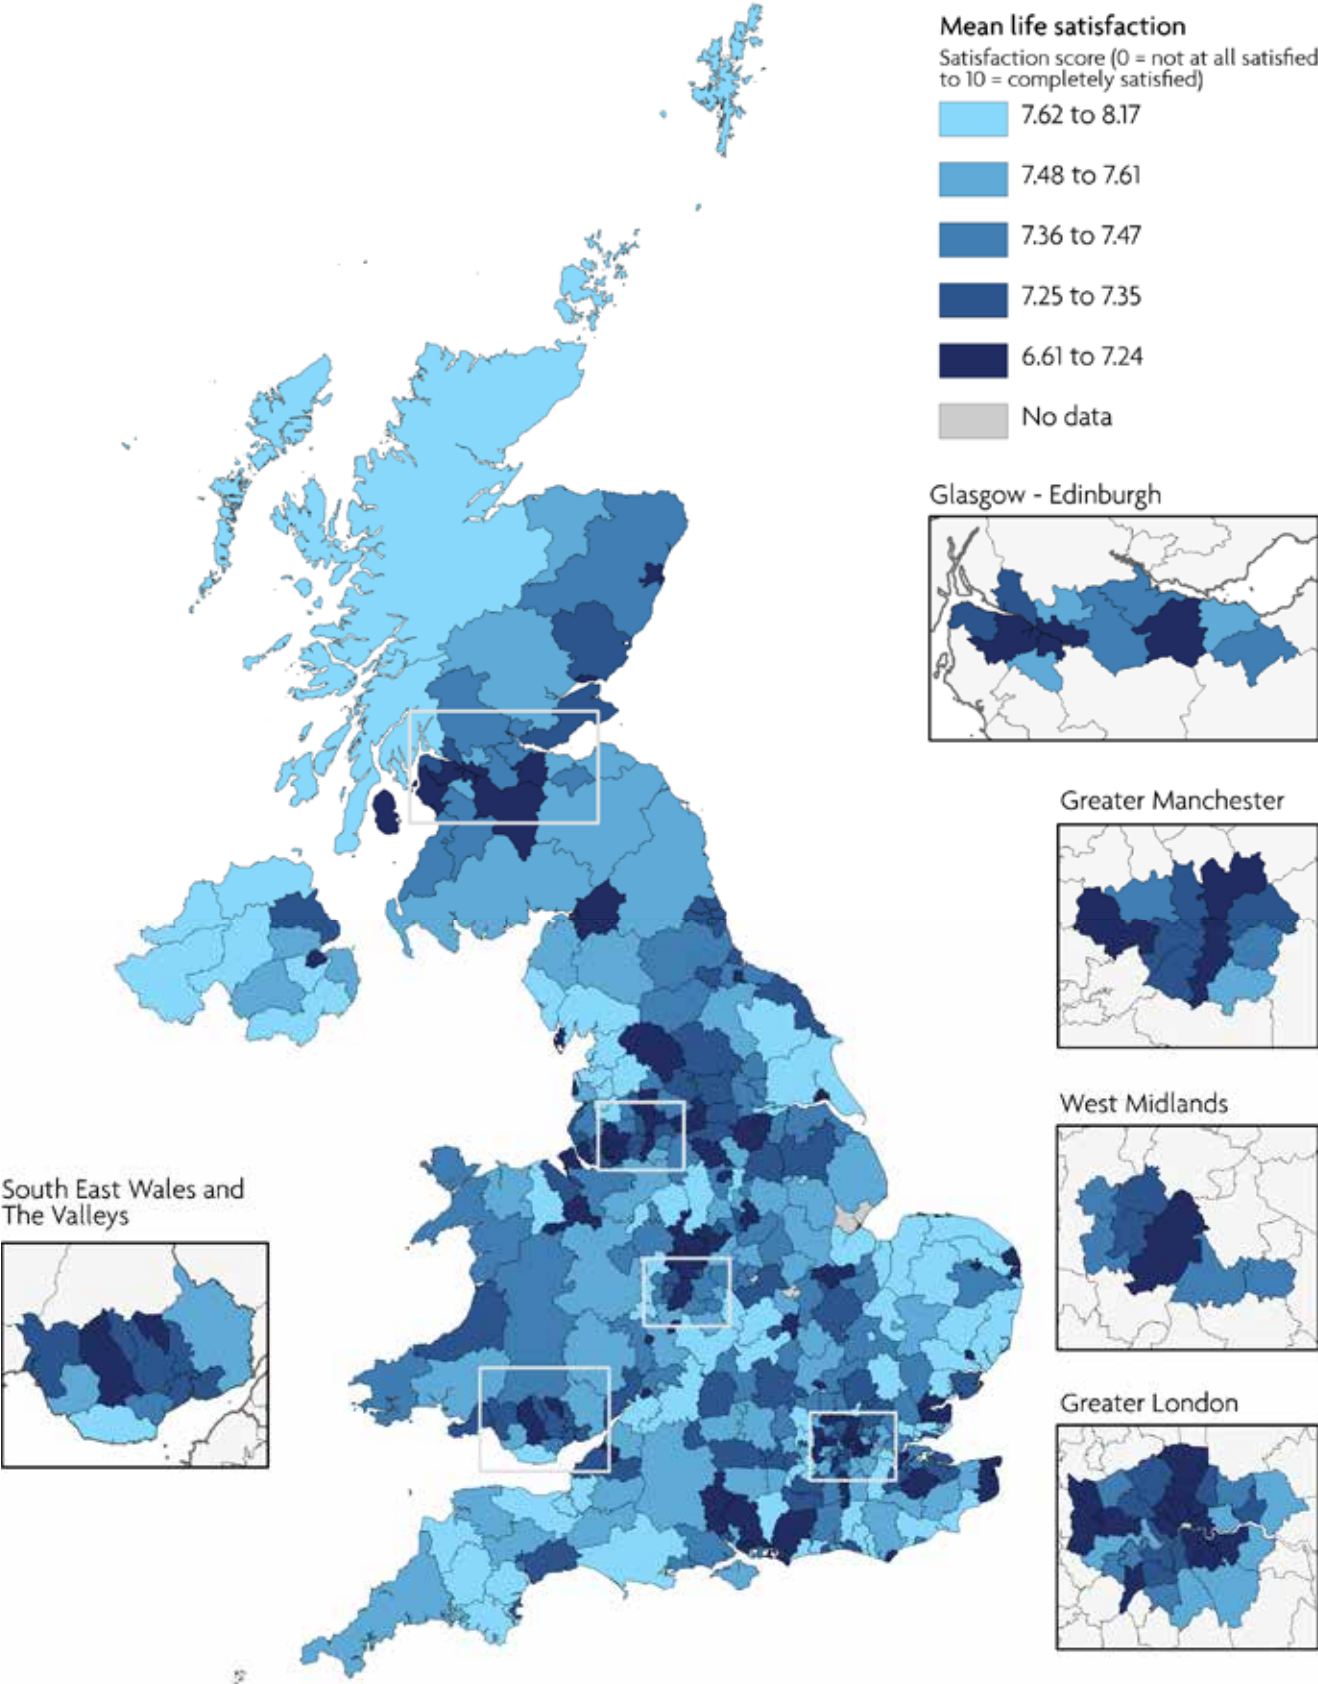 Mean life satisfaction
Satisfaction score (0 = not at all satisfied
to 10 = completely satisfied)
7.62 to 8.17
7.48 to 7.61
7.36 to 7.47
7.25 to 7.35
6.61 to 7.24
No data
Glasgow - Edinburgh
Greater Manchester
West Midlands
South East Wales and
The Valleys
Greater London